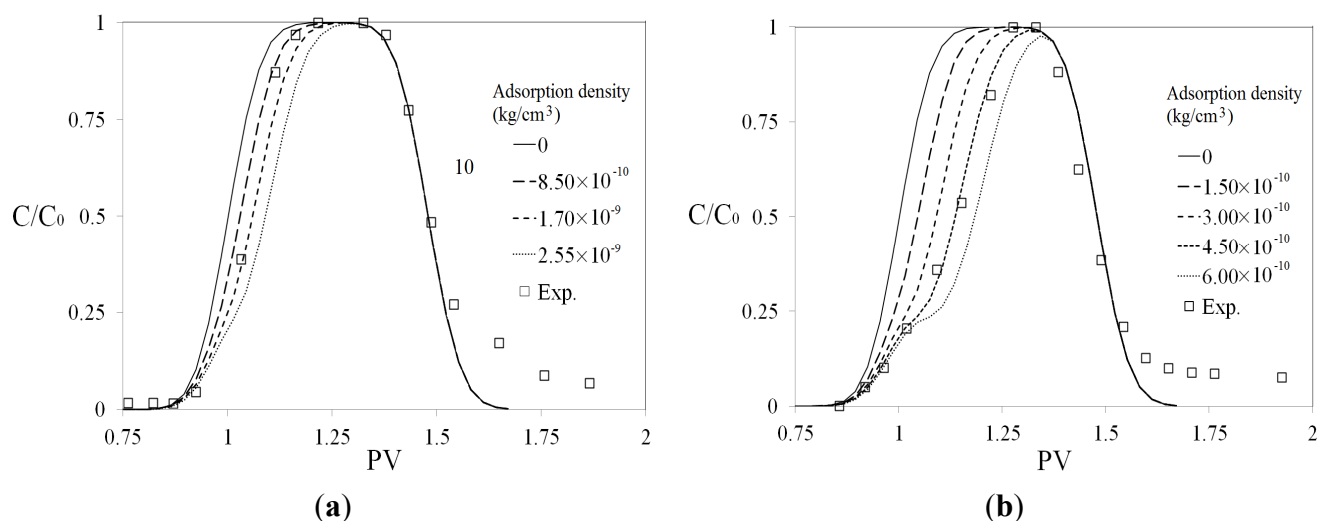 1
0.75
0.5
0.25
0
C/C0
0.75
1
1.25
1.5
1.75
2
PV
Adsorption density
(kg/cm3)
0
8.50×10-10
1.70×10-9
2.55×10-9
Exp.
10
(a)
1
0.75
0.5
0.25
0
C/C0
0.75
1
1.25
1.5
1.75
2
PV
Adsorption density
(kg/cm3)
0
1.50×10-10
3.00×10-10
4.50×10-10
6.00×10-10
Exp.
(b)